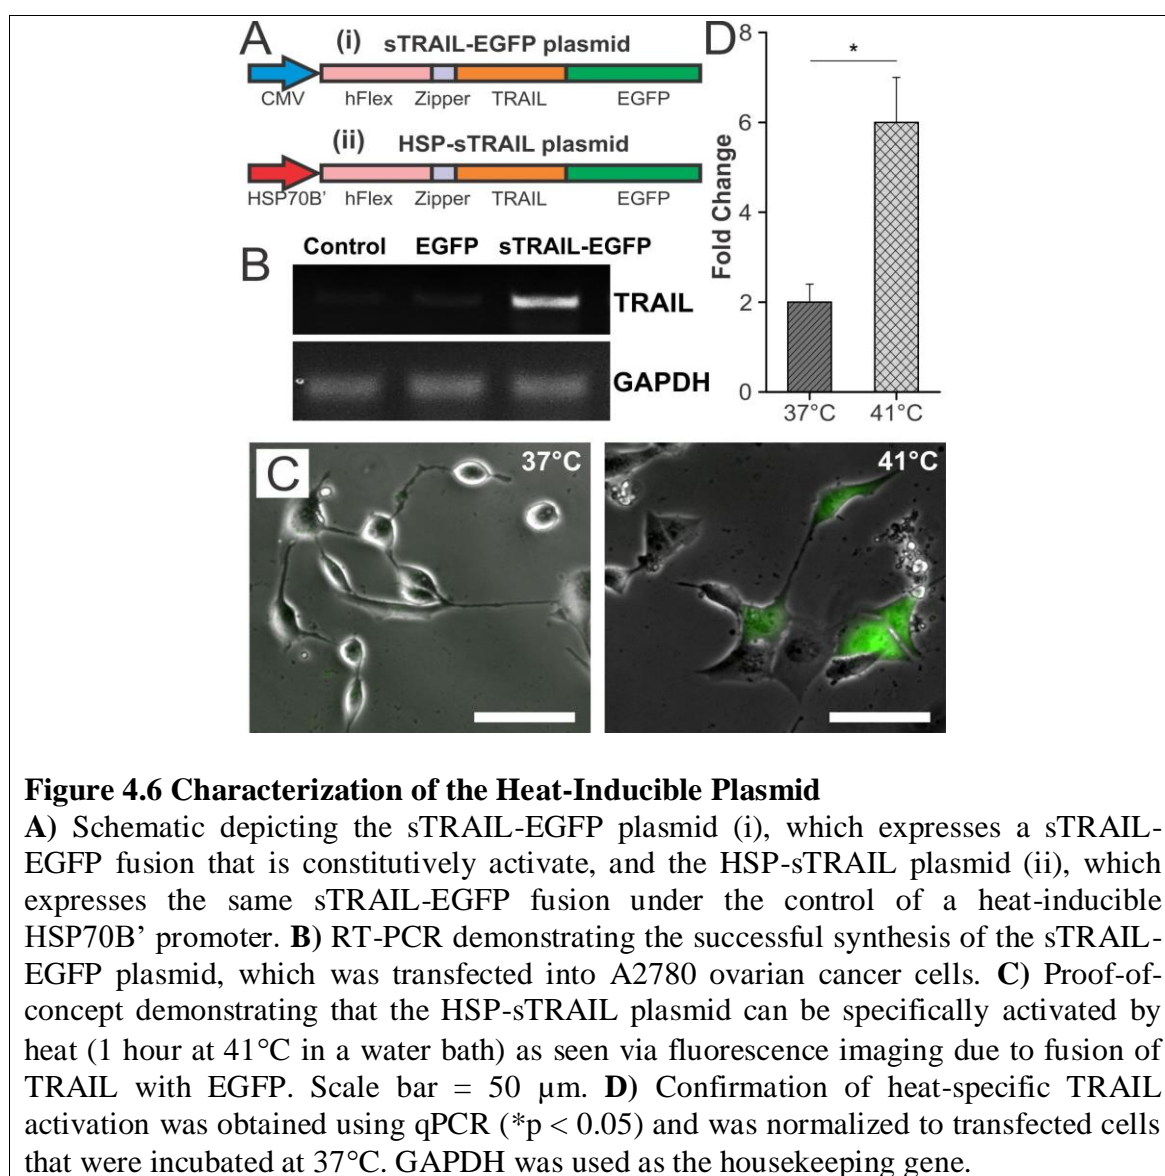 A
(i) sTRAIL-EGFP plasmid
CMV hFlex Zipper TRAIL EGFP
(ii) HSP-sTRAIL plasmid
HSP70B' hFlex Zipper TRAIL EGFP
B
Control EGFP sTRAIL-EGFP
TRAIL
GAPDH
D
*
Fold Change
8
6
4
2
0
37°C 41°C
C
37°C
41°C
Figure 4.6 Characterization of the Heat-Inducible Plasmid
A) Schematic depicting the sTRAIL-
EGFP plasmid (i), which expresses a sTRAIL-
EGFP fusion that is constitutively activate, and the HSP-sTRAIL plasmid (ii), which
expresses the same sTRAIL-EGFP fusion under the control of a heat-inducible
HSP70B’ promoter. B) RT-PCR demonstrating the successful synthesis of the sTRAIL-
EGFP plasmid, which was transfected into A2780 ovarian cancer cells. C) Proof-of-
concept demonstrating that the HSP-sTRAIL plasmid can be specifically activated by
heat (1 hour at 41°C in a water bath) as seen via fluorescence imaging due to fusion of
TRAIL with EGFP. Scale bar = 50 µm. D) Confirmation of heat-specific TRAIL
activation was obtained using qPCR (*p < 0.05) and was normalized to transfected cells
that were incubated at 37°C. GAPDH was used as the housekeeping gene.